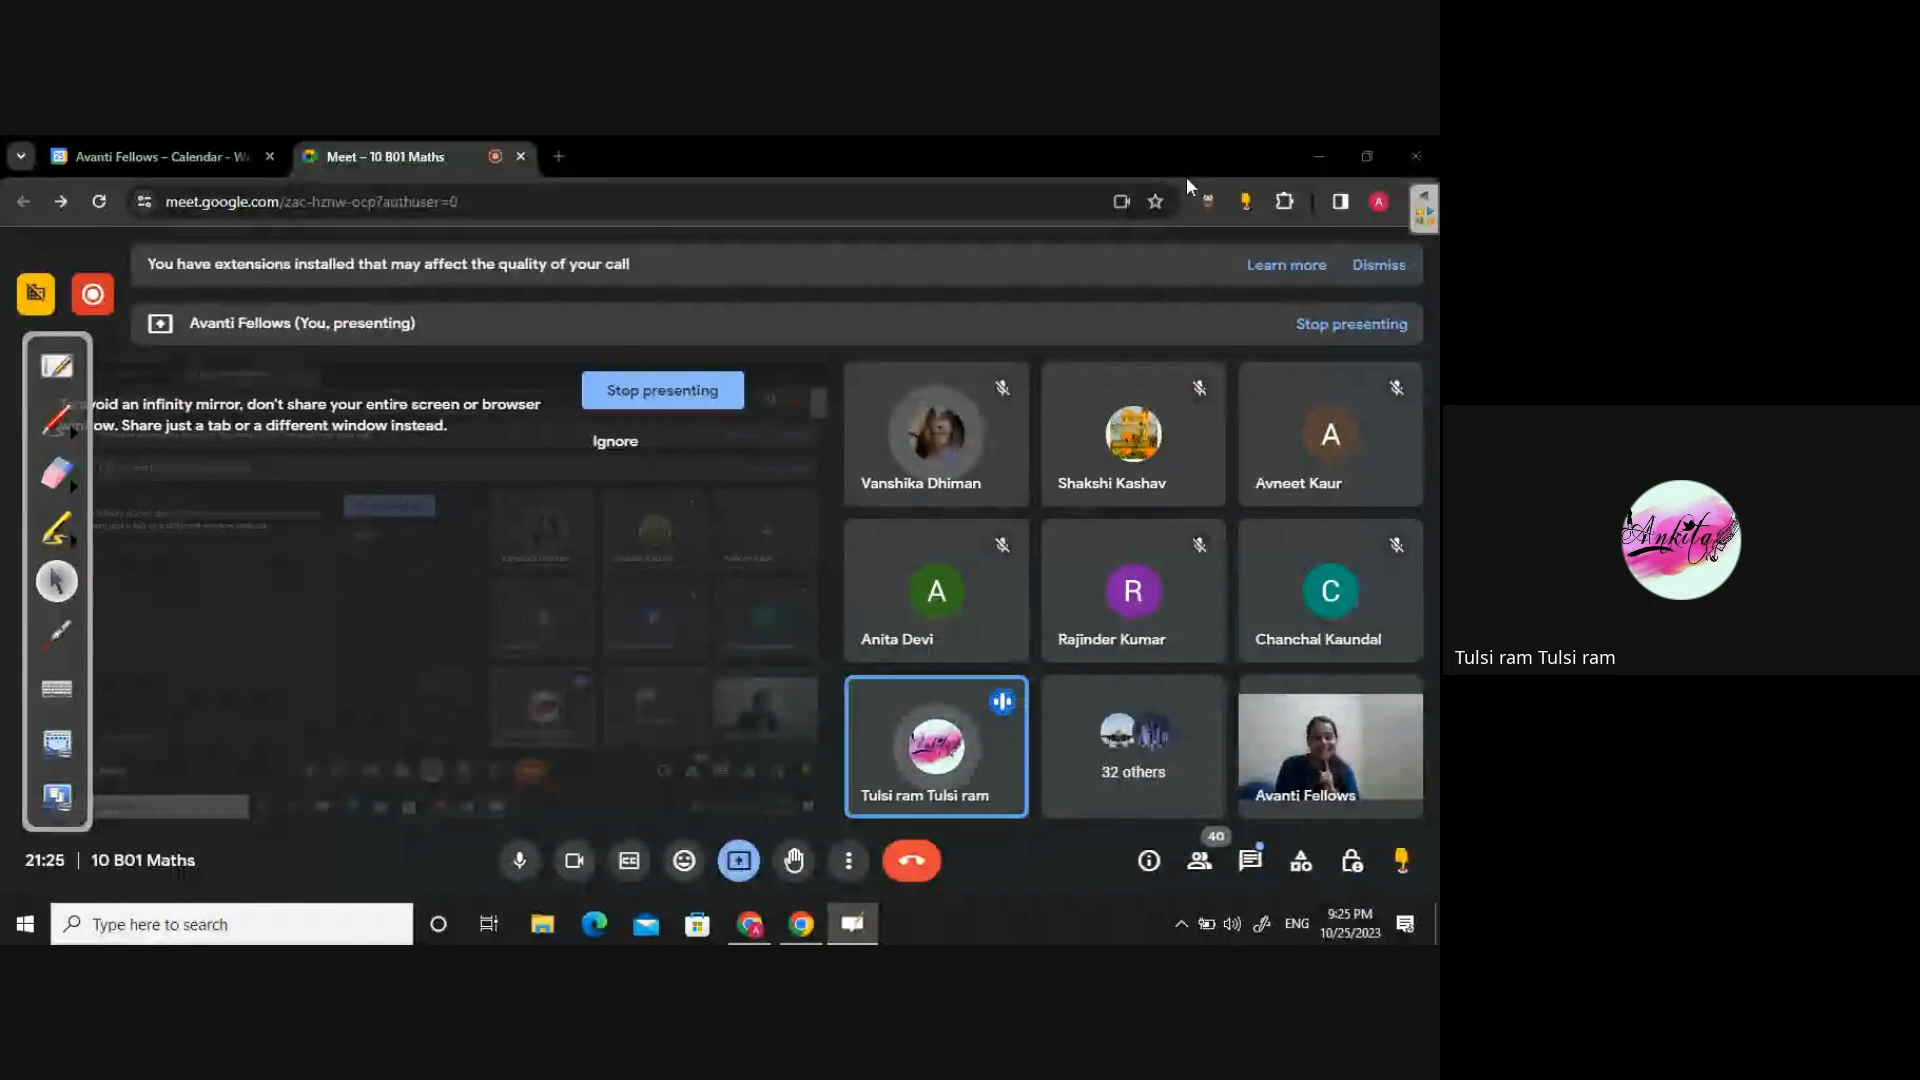 Avanti Fellows - Calendar - W
Meet – 10 B01 Maths
meet.google.com/zac-hznw-ocp?authuser=0
A
You have extensions installed that may affect the quality of your call
Learn more
Dismiss
Avanti Fellows (You, presenting)
Stop presenting
void an infinity mirror, don't share your entire screen or browser
ow. Share just a tab or a different window instead.
Stop presenting
Ignore
Vanshika Dhiman
Shakshi Kashav
A
Avneet Kaur
A
Anita Devi
R
Rajinder Kumar
C
Chanchal Kaundal
Ankita
Tulsi ram Tulsi ram
Tulsi ram Tulsi ram
32 others
Avanti Fellows
40
21:25 | 10 B01 Maths
Type here to search
ENG
9:25 PM
10/25/2023